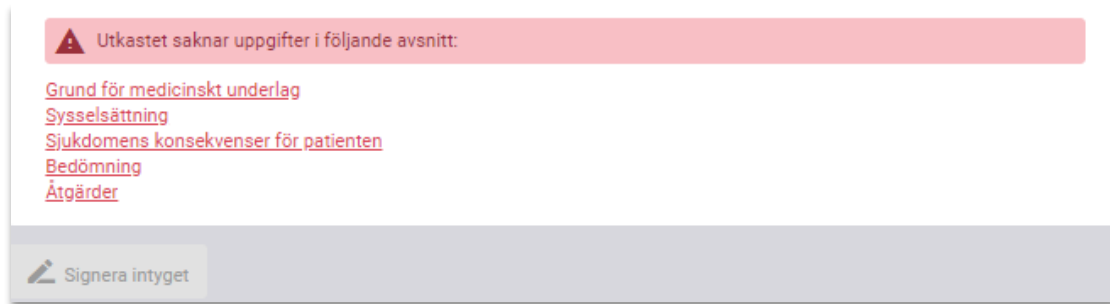 Utkastet saknar uppgifter i följande avsnitt:
Grund för medicinskt underlag
Sysselsättning
Sjukdomens konsekvenser för patienten
Bedömning
Åtgärder
Signera intyget